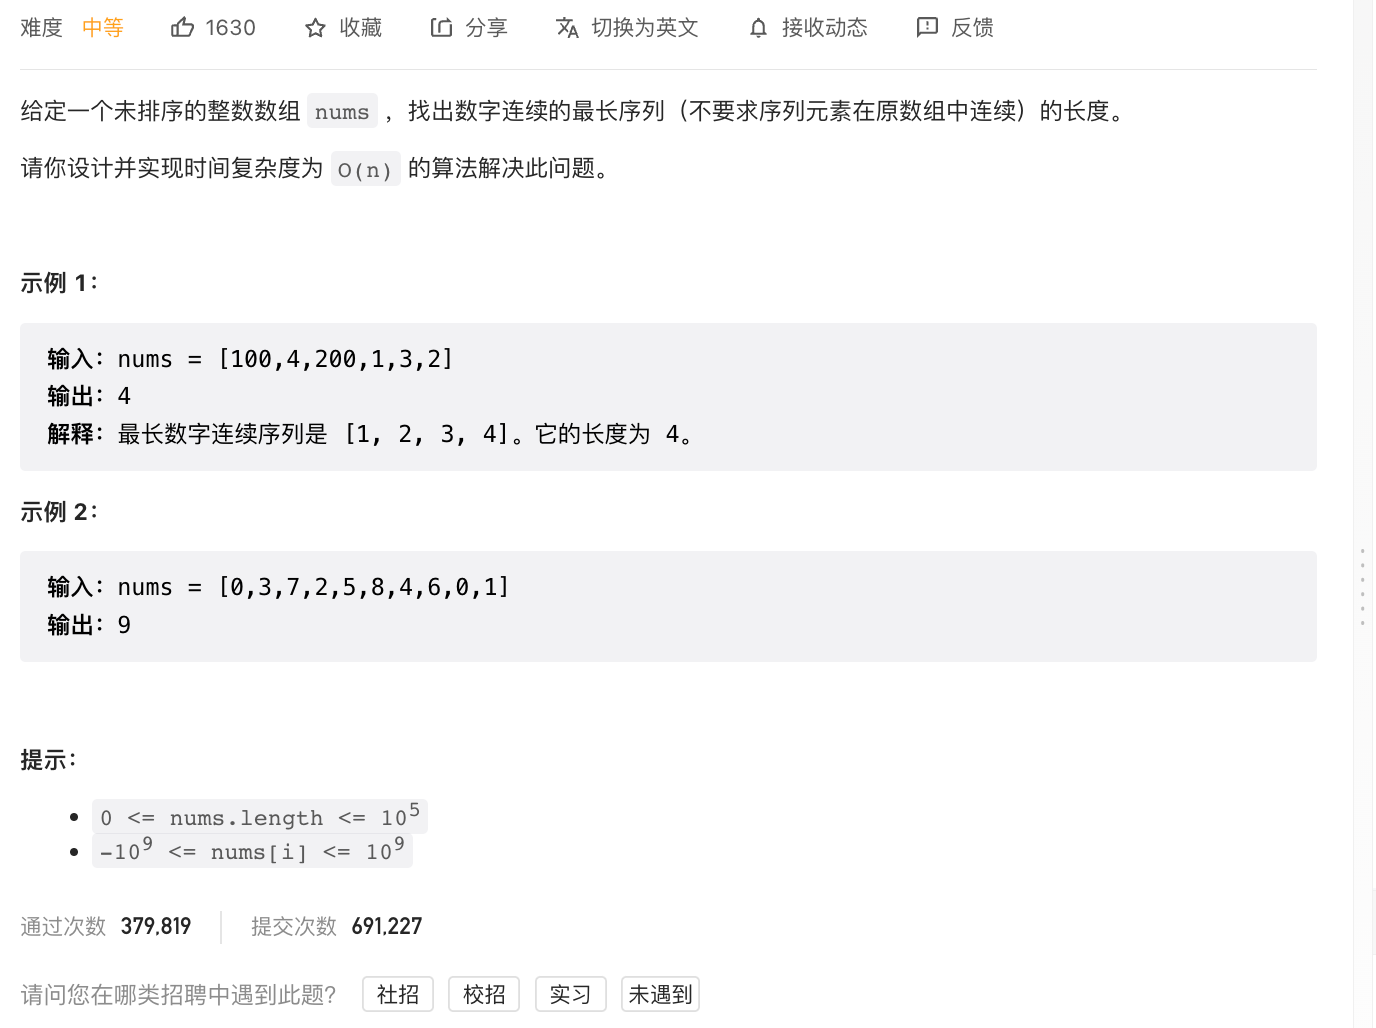 难度 中等 1630 收藏 分享 切换为英文 接收动态 反馈
给定一个未排序的整数数组 nums ，找出数字连续的最长序列（不要求序列元素在原数组中连续）的长度。
请你设计并实现时间复杂度为 O(n) 的算法解决此问题。
示例 1：
输入：nums = [100,4,200,1,3,2]
输出：4
解释：最长数字连续序列是 [1, 2, 3, 4]。它的长度为 4。
示例 2：
输入：nums = [0,3,7,2,5,8,4,6,0,1]
输出：9
提示：
0 <= nums.length <= 10⁵
-10⁹ <= nums[i] <= 10⁹
通过次数 379,819 提交次数 691,227
请问您在哪类招聘中遇到此题？ 社招 校招 实习 未遇到